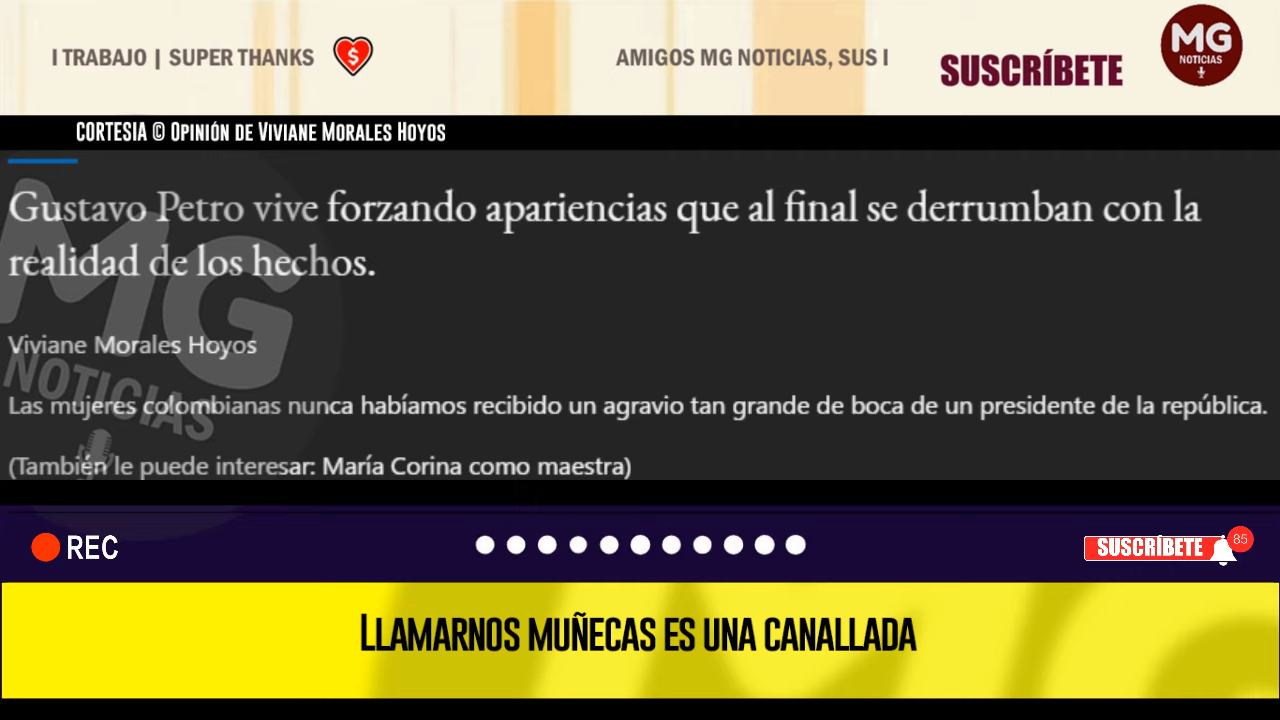 I TRABAJO | SUPER THANKS
$
AMIGOS MG NOTICIAS, SUS I
SUSCRÍBETE
MG
NOTICIAS
CORTESIA © OPINIÓN DE VIVIANE MORALES HOYOS
Gustavo Petro vive forzando apariencias que al final se derrumban con la
realidad de los hechos.
MG
NOTICIAS
Viviane Morales Hoyos
Las mujeres colombianas nunca habíamos recibido un agravio tan grande de boca de un presidente de la república.
(También le puede interesar: María Corina como maestra)
REC
SUSCRÍBETE
85
LLAMARNOS MUÑECAS ES UNA CANALLADA